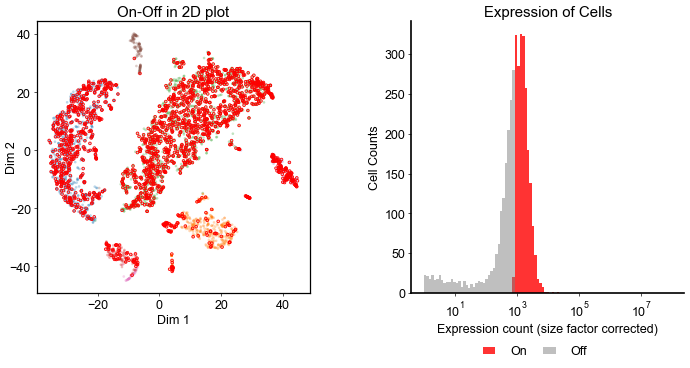 On-Off in 2D plot
40
20
0
−20
−40
Dim 2
−20
0
20
40
Dim 1
Expression of Cells
300
250
200
150
100
50
0
Cell Counts
10^1
10^3
10^5
10^7
Expression count (size factor corrected)
On
Off